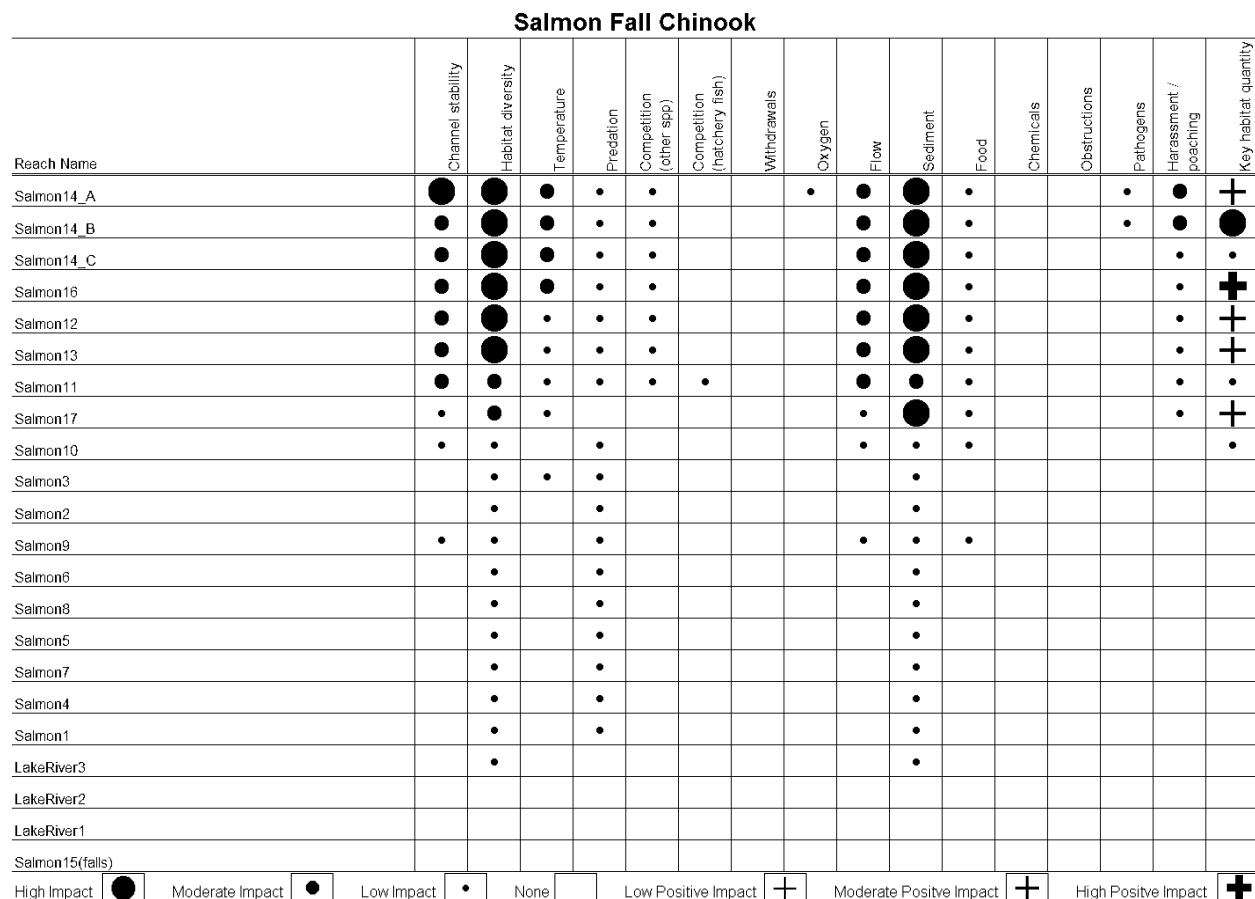 Salmon Fall Chinook
Reach Name
Channel stability
Habitat diversity
Temperature
Predation
Competition
(other spp)
Competition
(hatchery fish)
Withdrawals
Oxygen
Flow
Sediment
Food
Chemicals
Obstructions
Pathogens
Harassment /
poaching
Key habitat quantity
Salmon14_A
Salmon14_B
Salmon14_C
Salmon16
Salmon12
Salmon13
Salmon11
Salmon17
Salmon10
Salmon3
Salmon2
Salmon9
Salmon6
Salmon8
Salmon5
Salmon7
Salmon4
Salmon1
LakeRiver3
LakeRiver2
LakeRiver1
Salmon15(falls)
High Impact Moderate Impact Low Impact None Low Positive Impact Moderate Positve Impact High Positve Impact